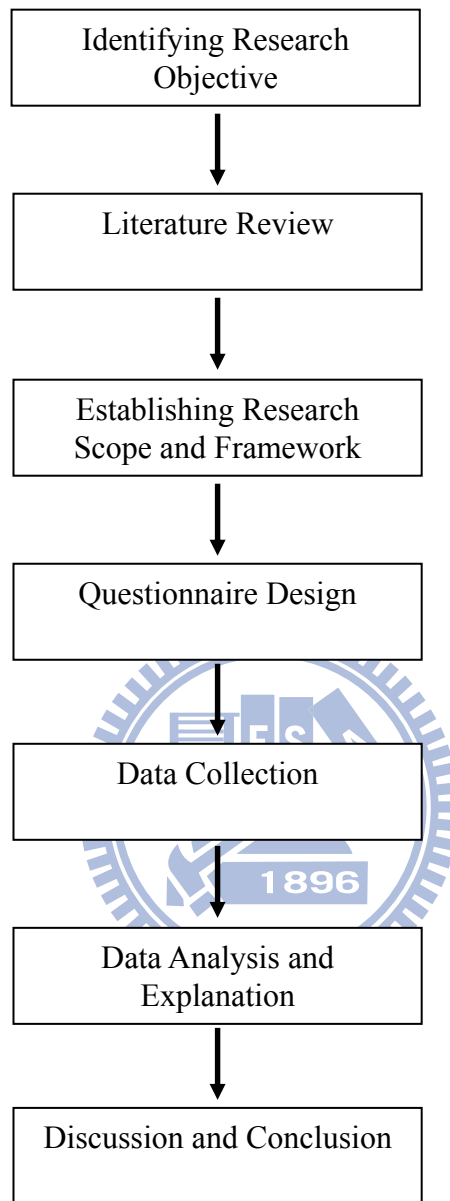 Identifying Research
Objective
Literature Review
Establishing Research
Scope and Framework
Questionnaire Design
E S
Data Collection
1896
Data Analysis and
Explanation
Discussion and Conclusion